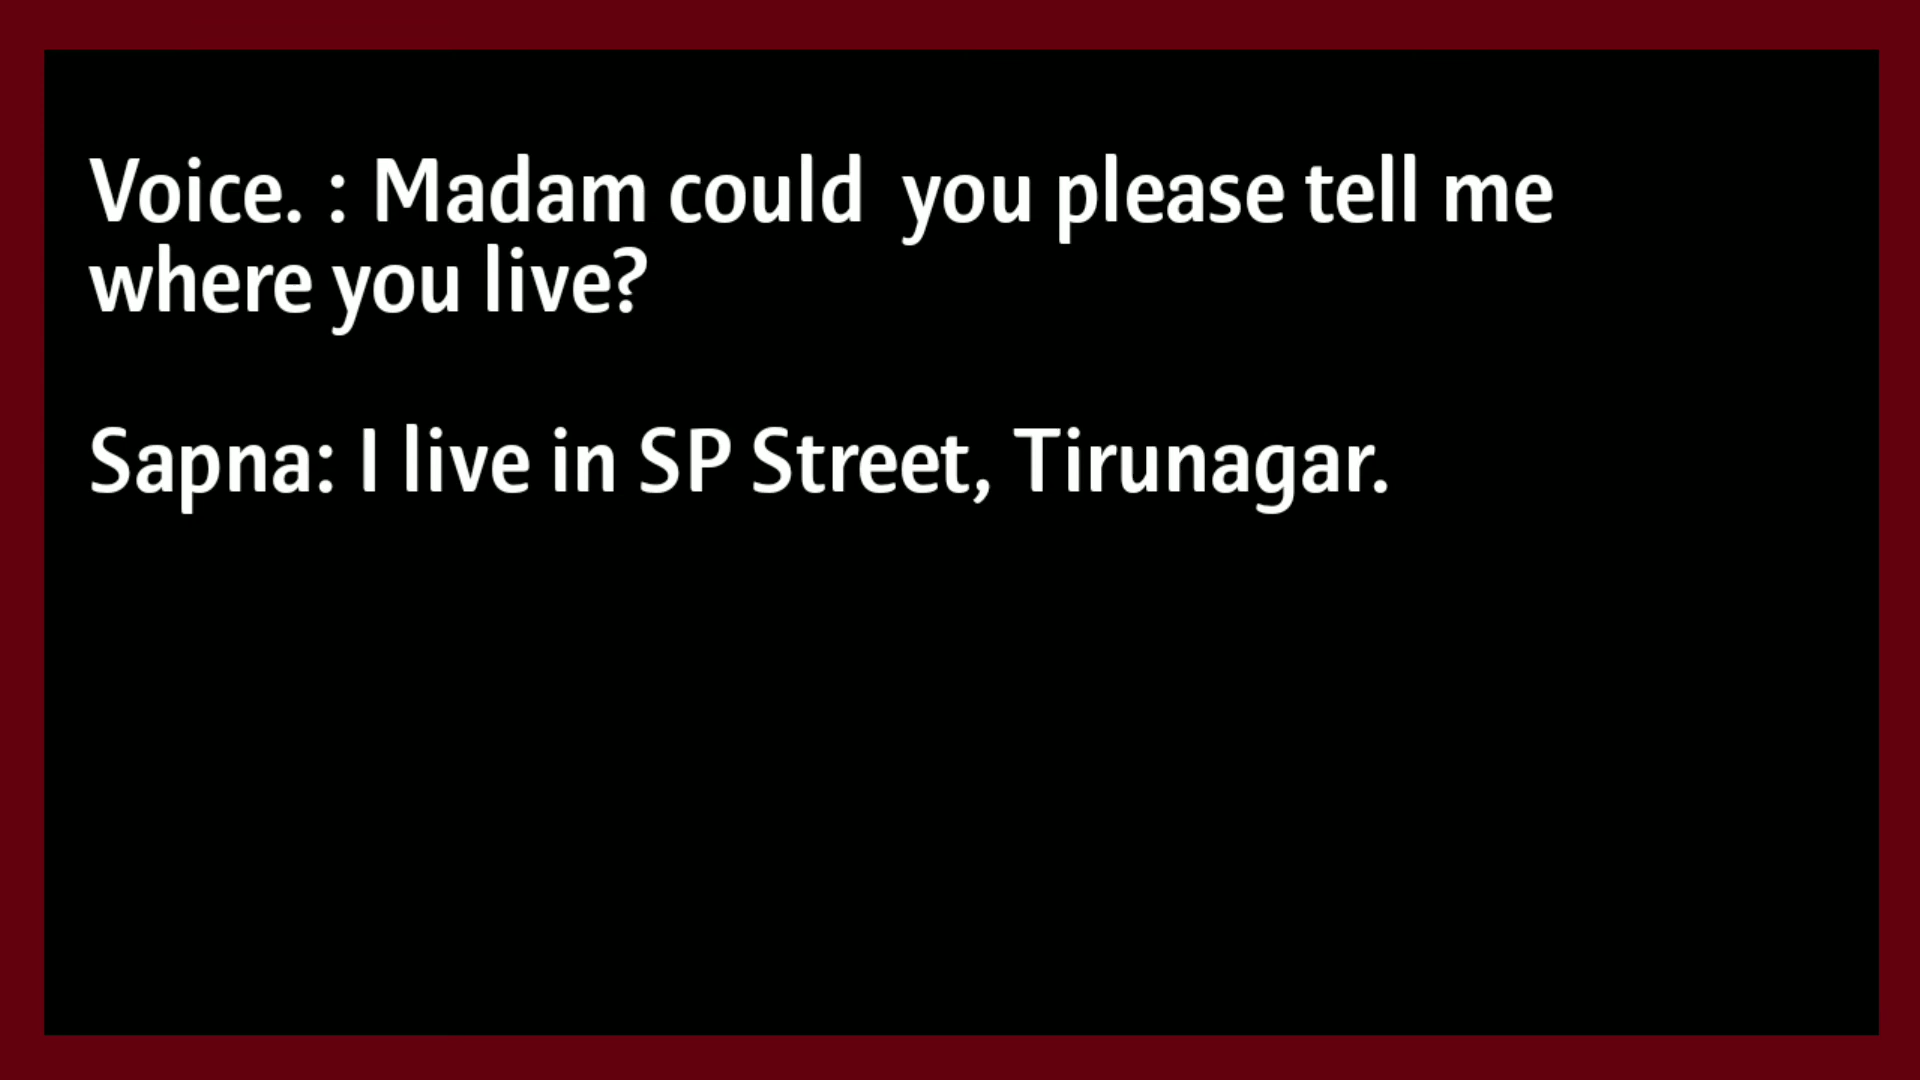 Voice. : Madam could  you please tell me
where you live?
Sapna: I live in SP Street, Tirunagar.